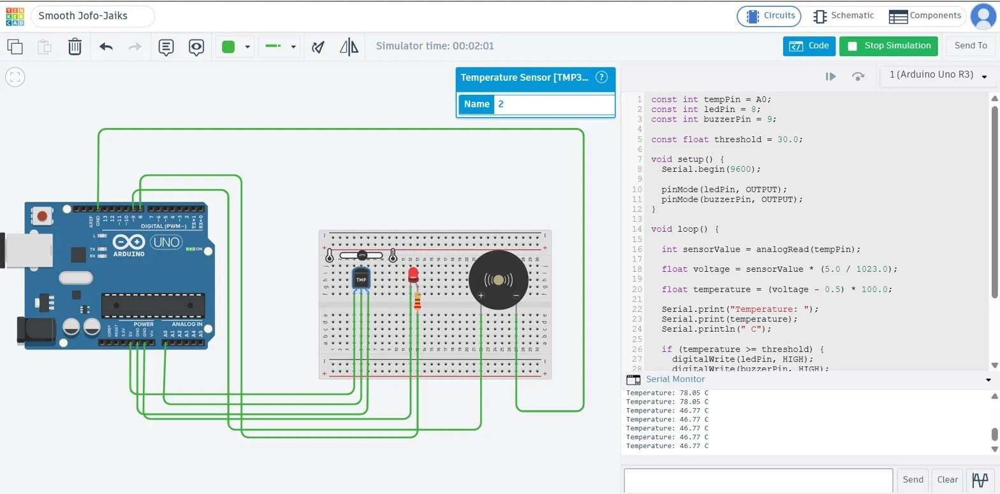 TIN
KER
CAD
Smooth Jofo-Jaiks
Circuits
Schematic
Components
Simulator time: 00:02:01
Code
Stop Simulation
Send To
Temperature Sensor [TMP3... ?
Name 2
1 (Arduino Uno R3)
1 const int tempPin = A0;
2 const int ledPin = 8;
3 const int buzzerPin = 9;
4
5 const float threshold = 30.0;
6
7 void setup() {
8 Serial.begin(9600);
9
10 pinMode(ledPin, OUTPUT);
11 pinMode(buzzerPin, OUTPUT);
12 }
13
14 void loop() {
15
16 int sensorValue = analogRead(tempPin);
17
18 float voltage = sensorValue * (5.0 / 1023.0);
19
20 float temperature = (voltage - 0.5) * 100.0;
21
22 Serial.print("Temperature: ");
23 Serial.print(temperature);
24 Serial.println(" C");
25
26 if (temperature >= threshold) {
27 digitalWrite(ledPin, HIGH);
28 digitalWrite(buzzerPin, HIGH);
Serial Monitor
Temperature: 78.05 C
Temperature: 78.05 C
Temperature: 46.77 C
Temperature: 46.77 C
Temperature: 46.77 C
Temperature: 46.77 C
Temperature: 46.77 C
Send
Clear
AREF
GND
13
12
~11
~10
~9
8
7
~6
~5
4
~3
2
TX→1
RX←0
DIGITAL (PWM~)
L
TX
RX
UNO
ARDUINO
ON
POWER
ANALOG IN
IOREF
RESET
3.3V
5V
GND
GND
Vin
A0
A1
A2
A3
A4
A5
TMP